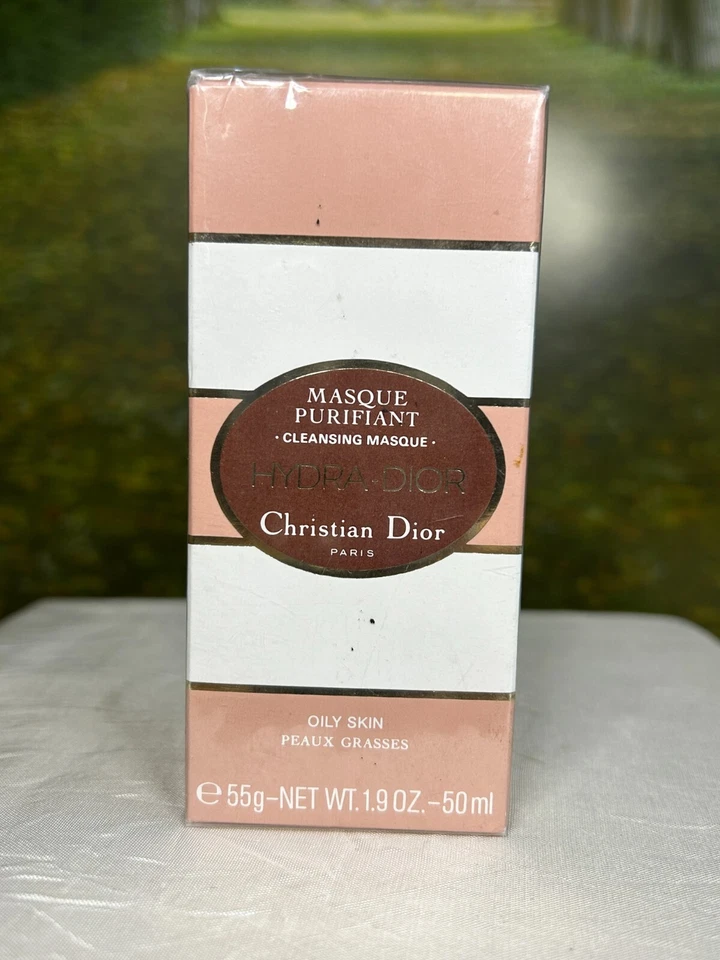 MASQUE
PURIFIANT
· CLEANSING MASQUE ·
HYDRA·DIOR
Christian Dior
PARIS
OILY SKIN
PEAUX GRASSES
℮ 55g–NET WT. 1.9 OZ.–50 ml